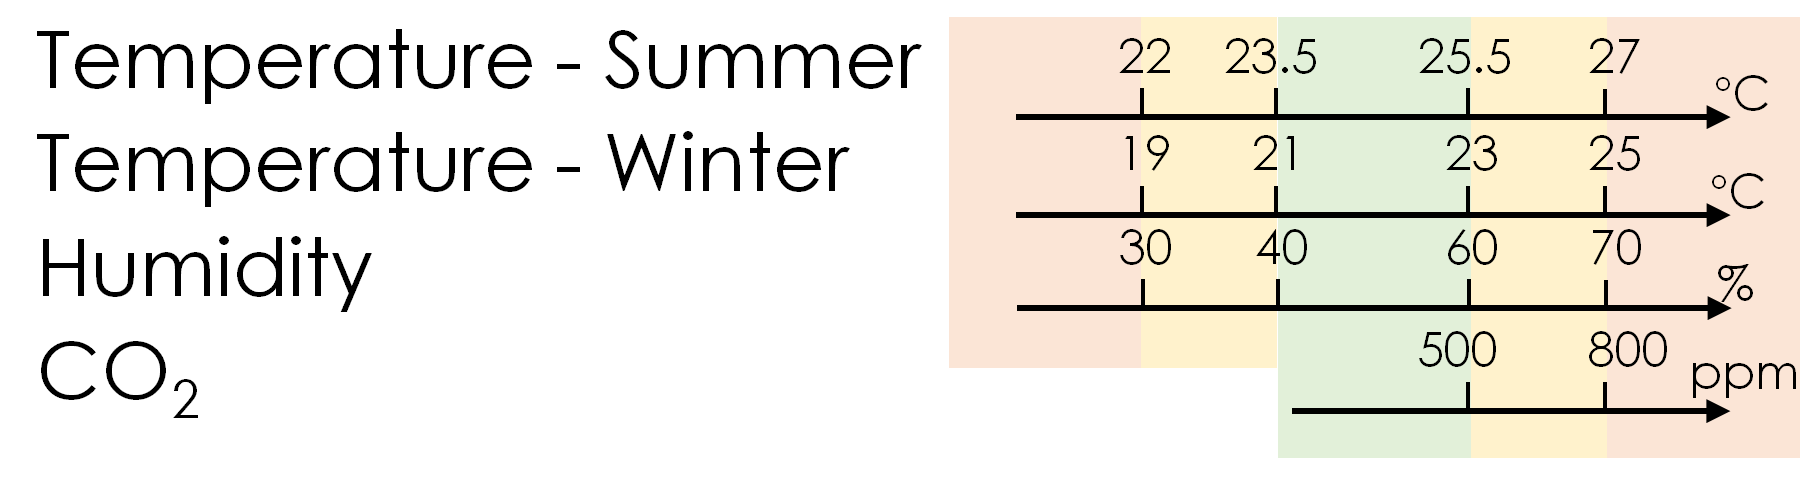 Temperature - Summer 22 23.5 25.5 27 °C
Temperature - Winter 19 21 23 25 °C
Humidity 30 40 60 70 %
CO₂ 500 800 ppm